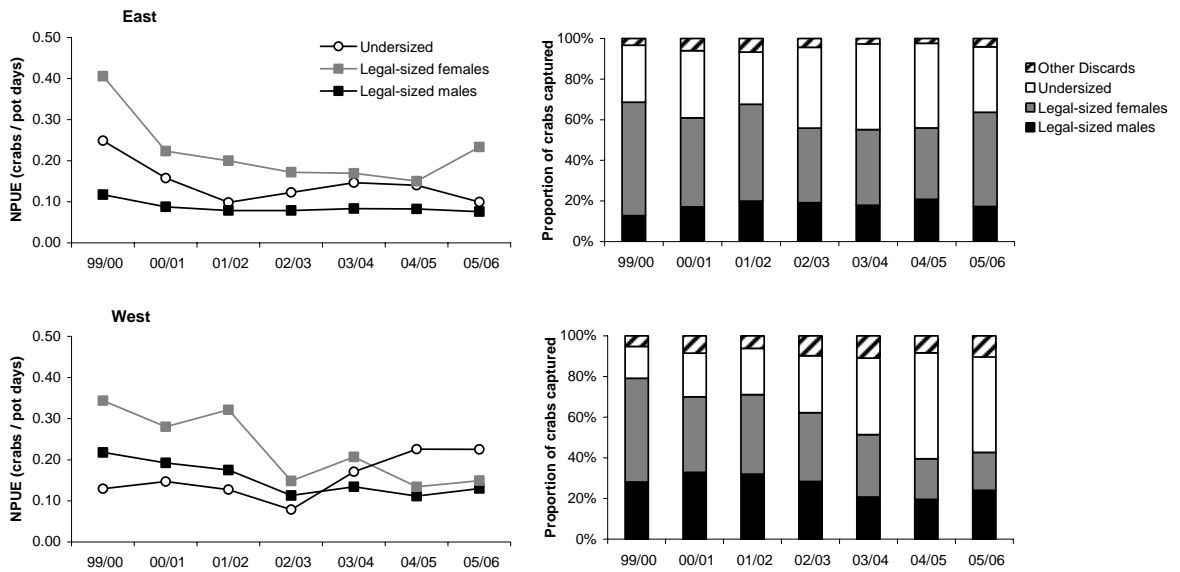 East
NPUE (crabs / pot days)
0.50
0.40
0.30
0.20
0.10
0.00
99/00 00/01 01/02 02/03 03/04 04/05 05/06
Undersized
Legal-sized females
Legal-sized males
Proportion of crabs captured
100%
80%
60%
40%
20%
0%
99/00 00/01 01/02 02/03 03/04 04/05 05/06
Other Discards
Undersized
Legal-sized females
Legal-sized males
West
NPUE (crabs / pot days)
0.50
0.40
0.30
0.20
0.10
0.00
99/00 00/01 01/02 02/03 03/04 04/05 05/06
Proportion of crabs captured
100%
80%
60%
40%
20%
0%
99/00 00/01 01/02 02/03 03/04 04/05 05/06